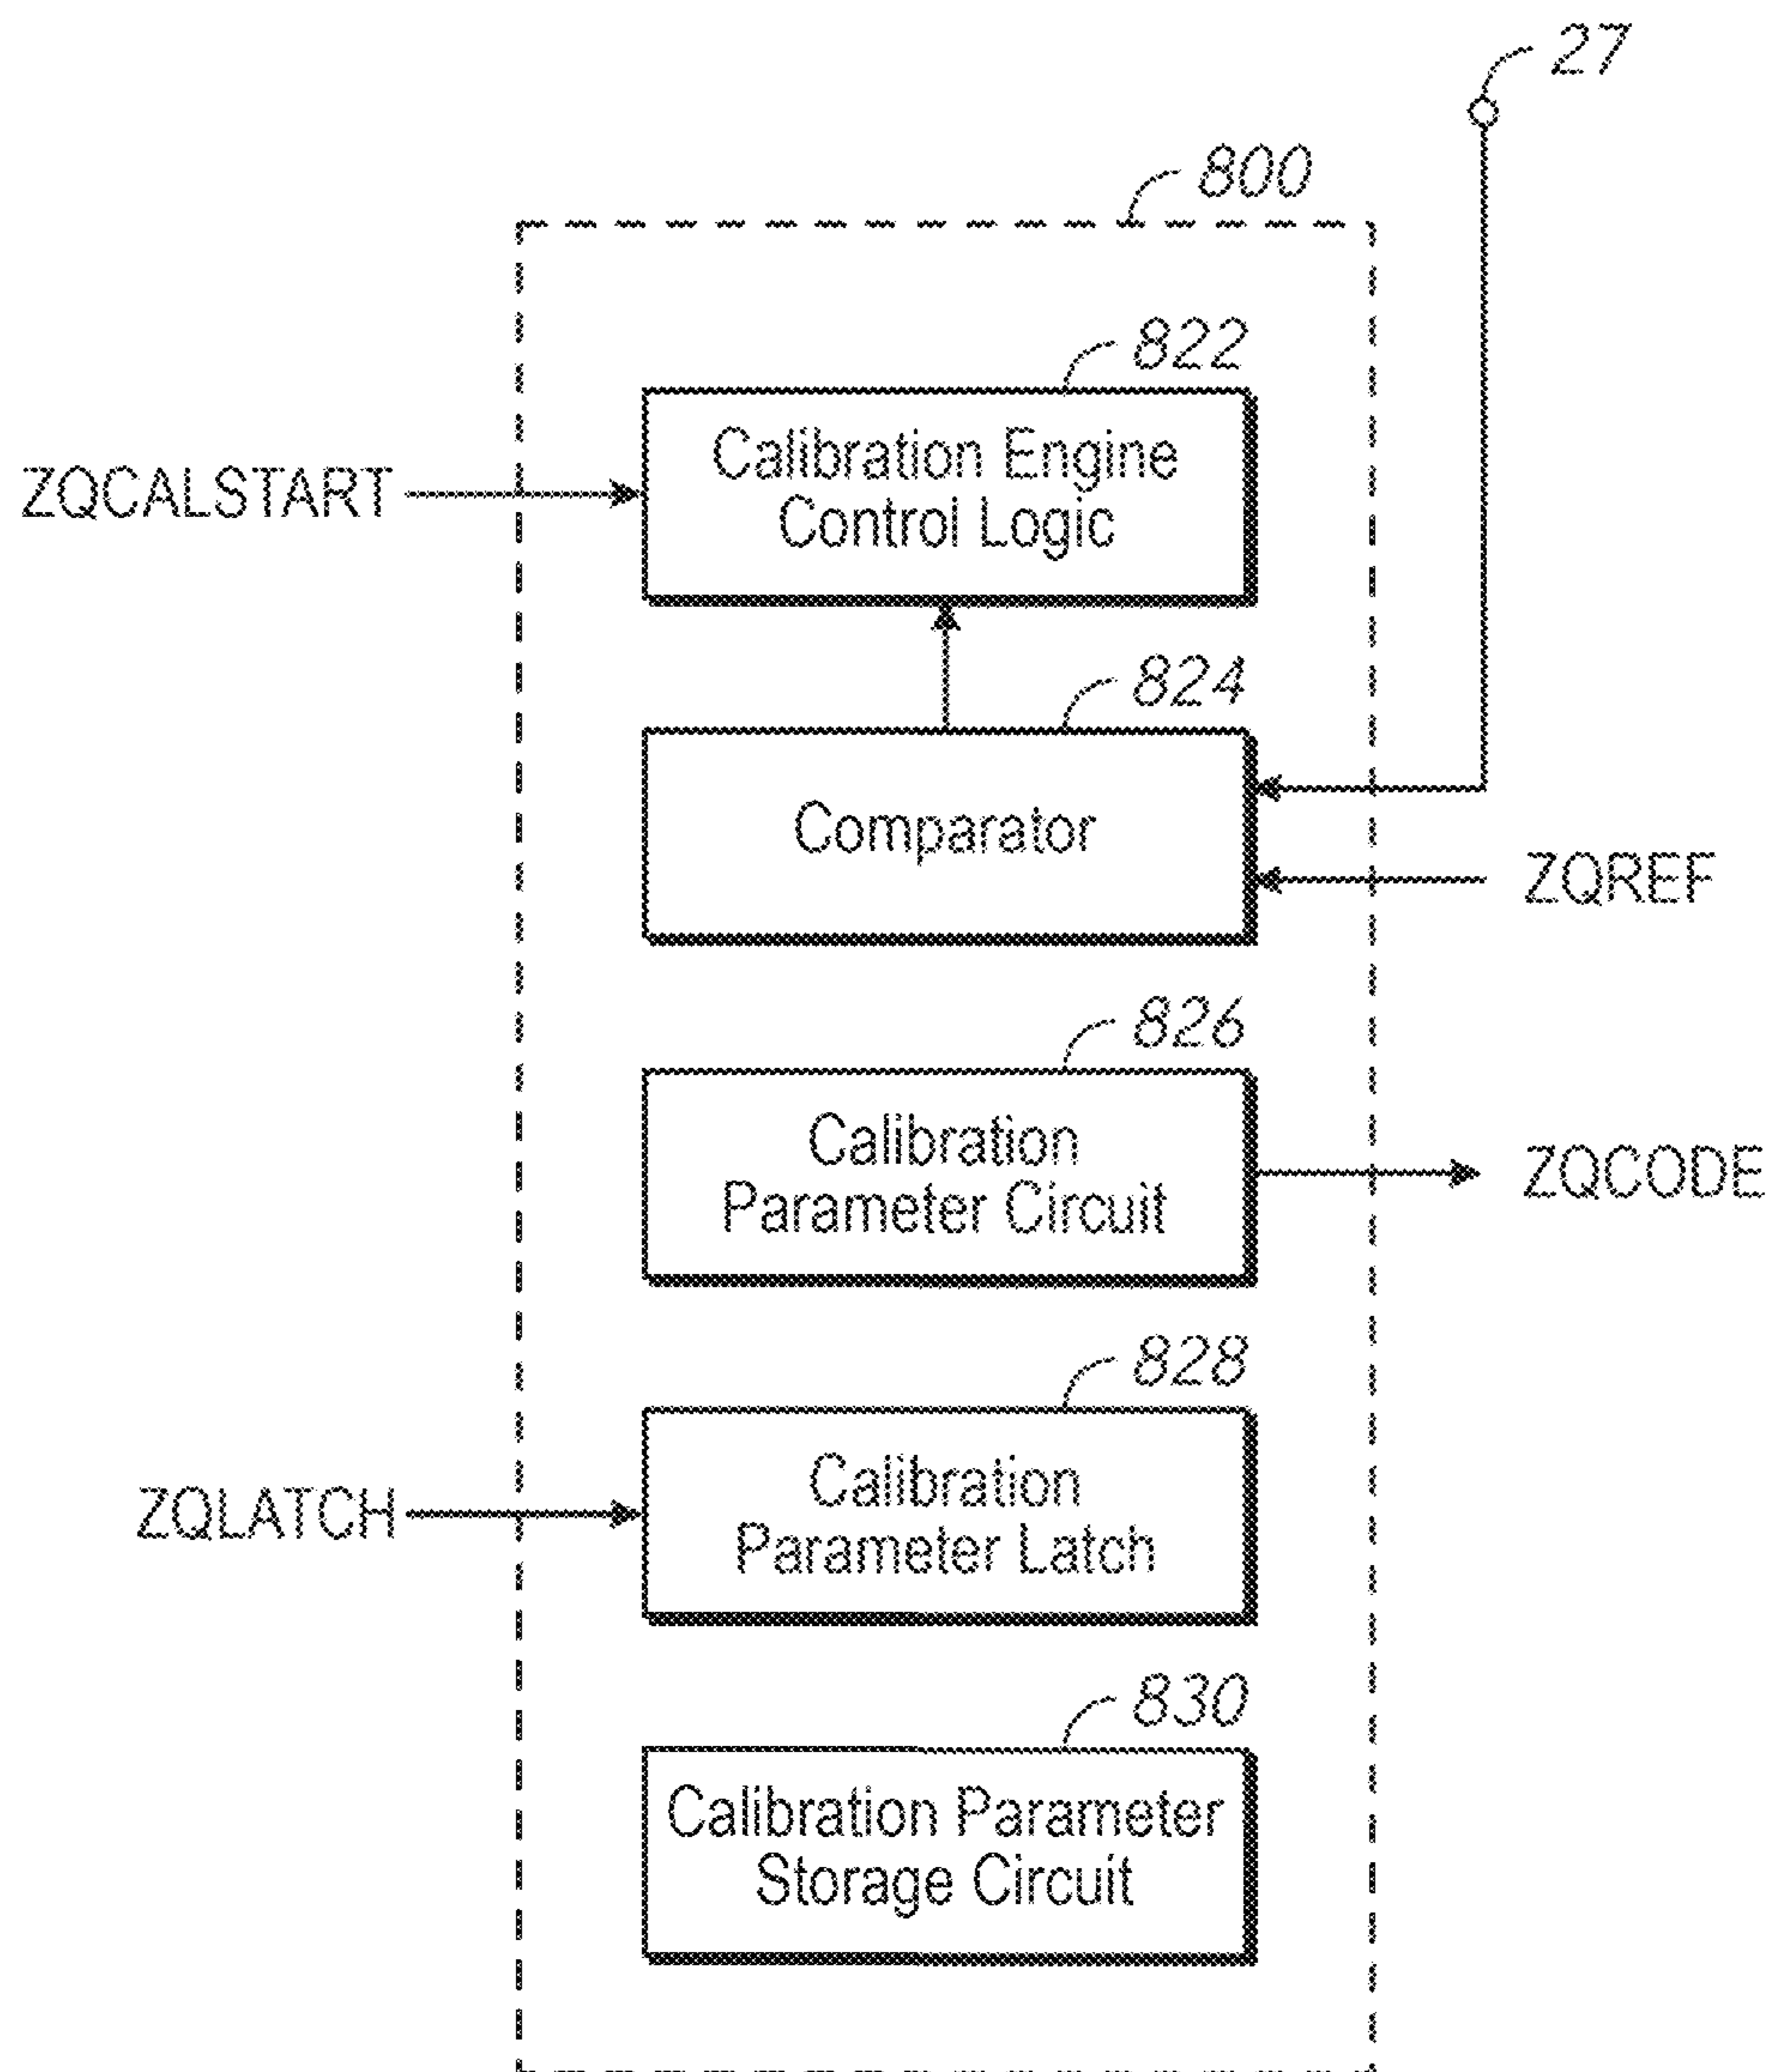 27
800
822
Calibration Engine
Control Logic
ZQCALSTART
824
Comparator
ZQREF
826
Calibration
Parameter Circuit
ZQCODE
828
Calibration
Parameter Latch
ZQLATCH
830
Calibration Parameter
Storage Circuit